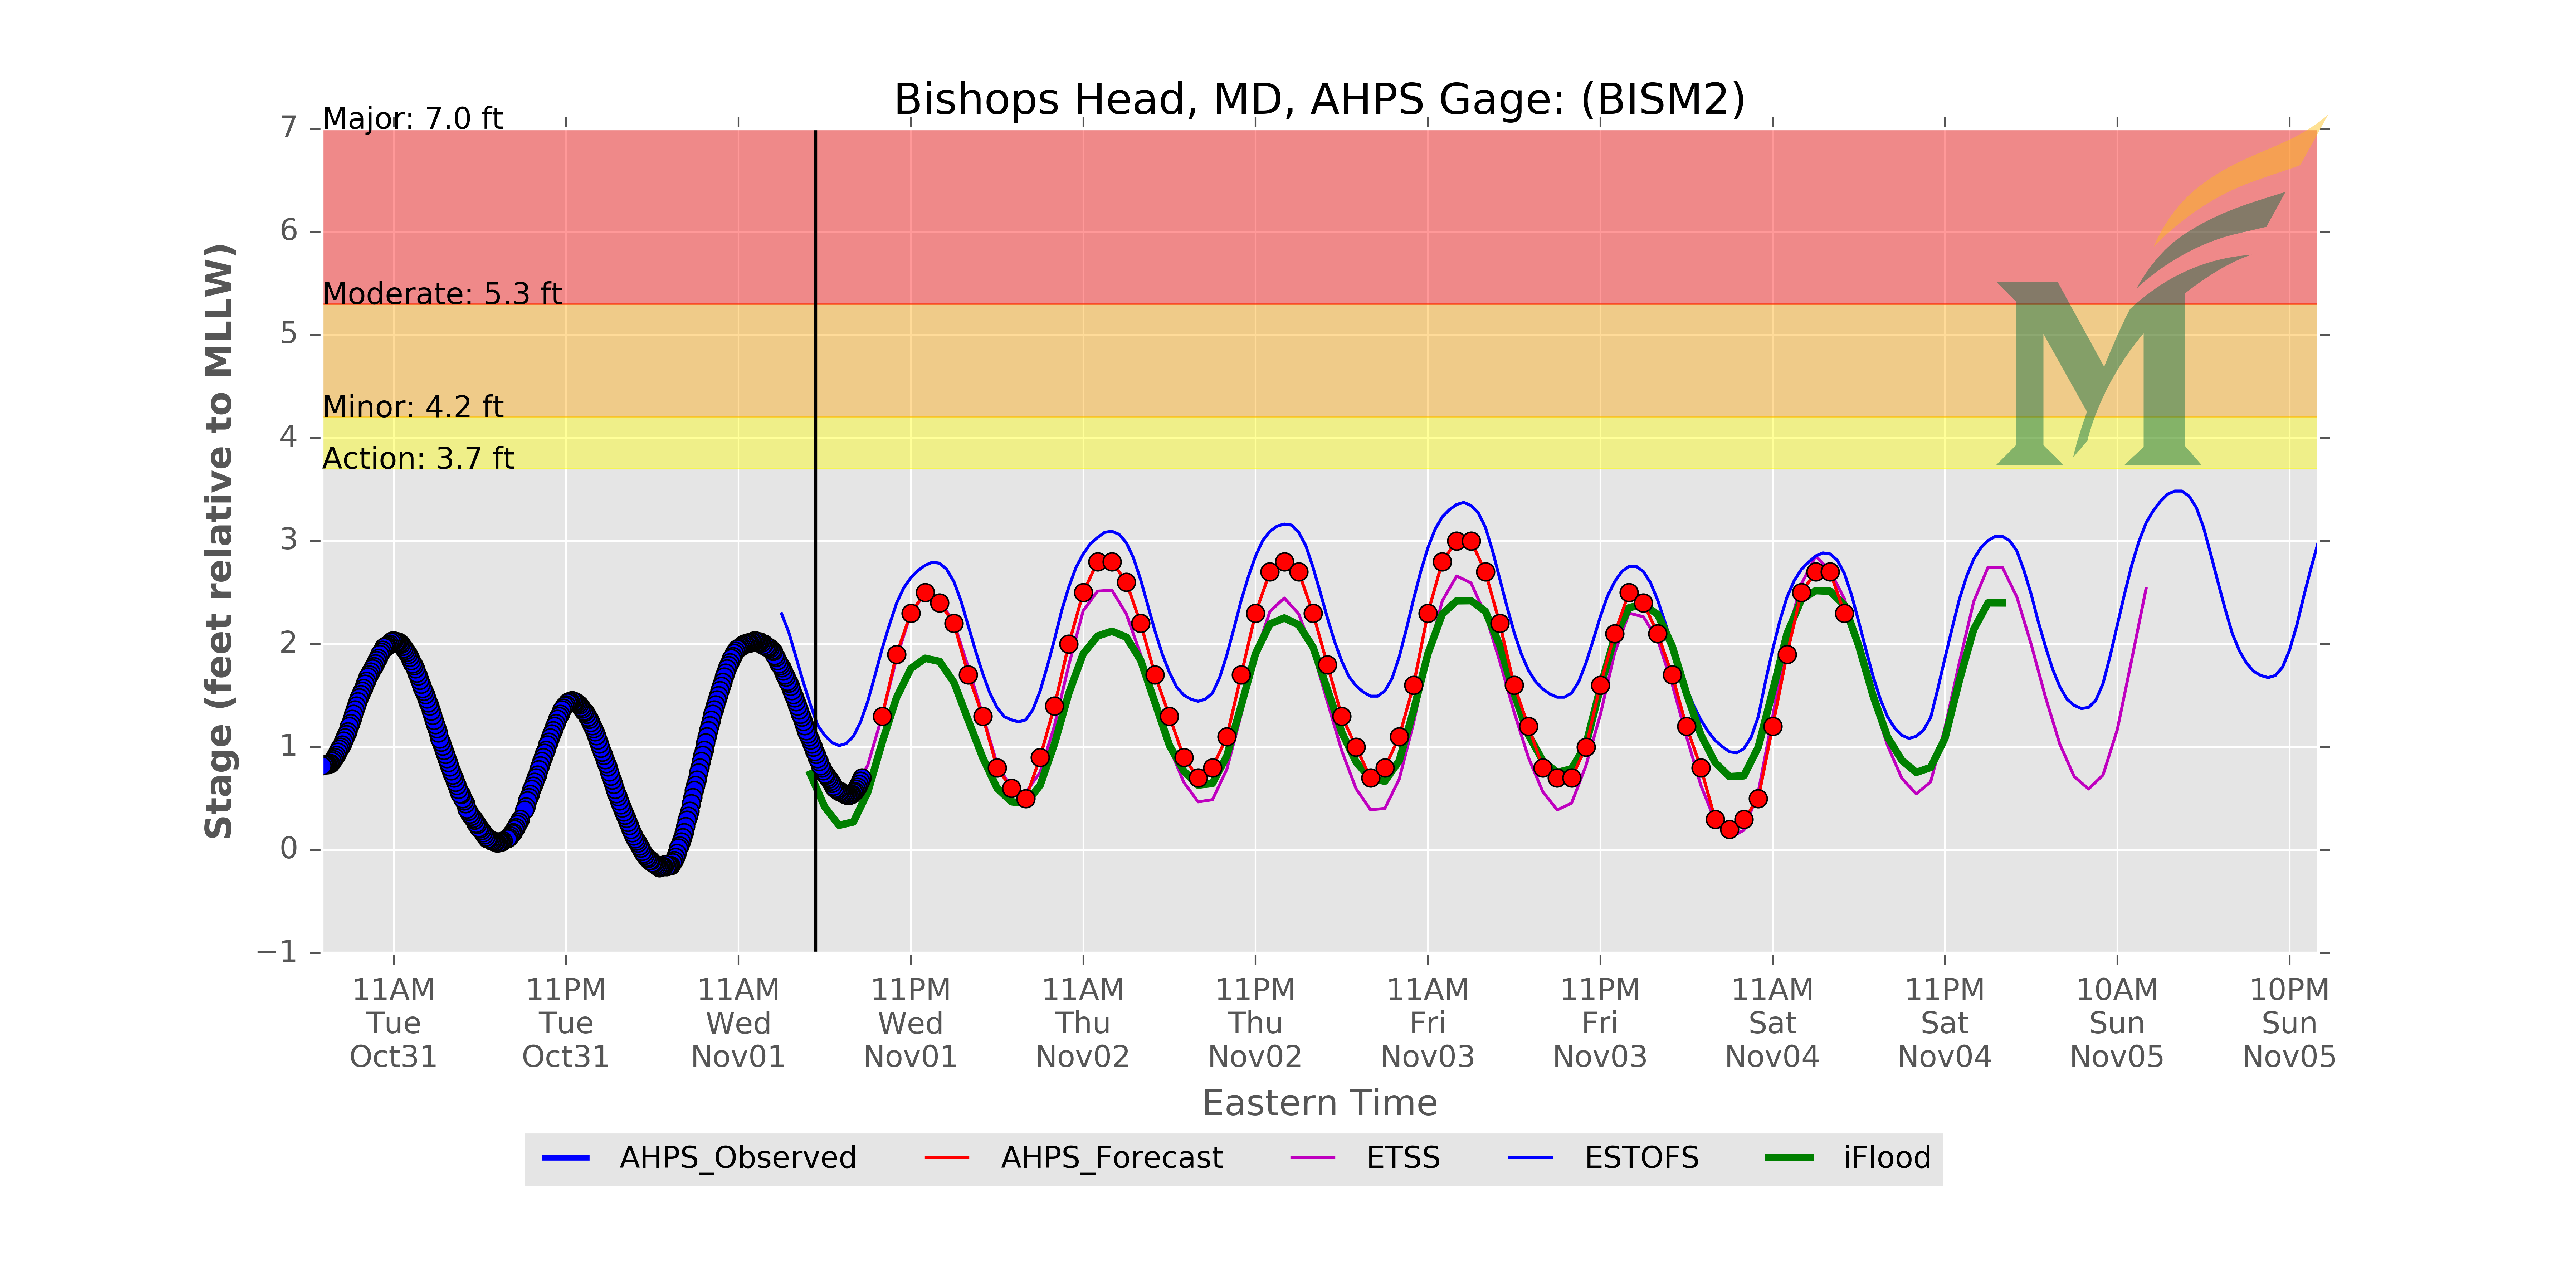 Bishops Head, MD, AHPS Gage: (BISM2)
Stage (feet relative to MLLW)
7
6
5
4
3
2
1
0
−1
Major: 7.0 ft
Moderate: 5.3 ft
Minor: 4.2 ft
Action: 3.7 ft
M
11AM
Tue
Oct31
11PM
Tue
Oct31
11AM
Wed
Nov01
11PM
Wed
Nov01
11AM
Thu
Nov02
11PM
Thu
Nov02
11AM
Fri
Nov03
11PM
Fri
Nov03
11AM
Sat
Nov04
11PM
Sat
Nov04
10AM
Sun
Nov05
10PM
Sun
Nov05
Eastern Time
AHPS_Observed
AHPS_Forecast
ETSS
ESTOFS
iFlood